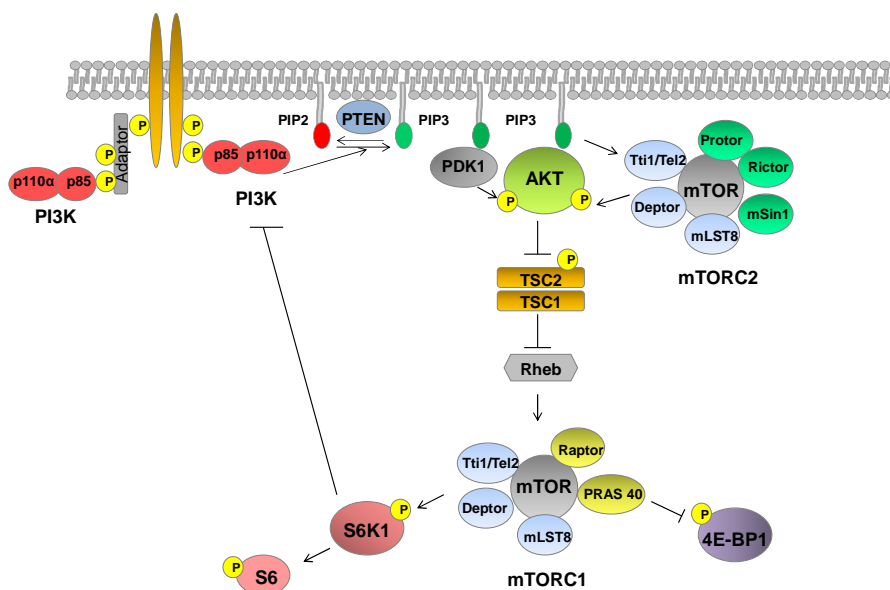 PIP2
PTEN
PIP3
PIP3
P
Adaptor
P
P
P
P
P
p110α
p85
PI3K
p85
p110α
PI3K
PDK1
AKT
P
P
Tti1/Tel2
Protor
Rictor
mTOR
Deptor
mSin1
mLST8
mTORC2
P
TSC2
TSC1
Rheb
Tti1/Tel2
Raptor
mTOR
PRAS 40
Deptor
mLST8
mTORC1
P
S6K1
P
S6
P
4E-BP1